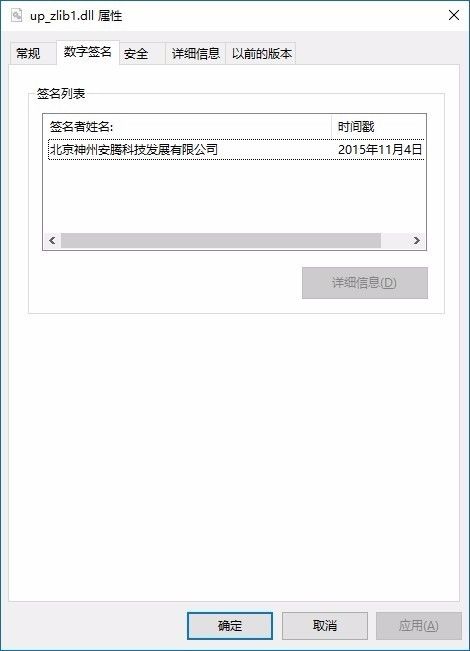 up_zlib1.dll 属性
常规 数字签名 安全 详细信息 以前的版本
签名列表
签名者姓名: 时间戳
北京神州安腾科技发展有限公司 2015年11月4日
详细信息(D)
确定 取消 应用(A)